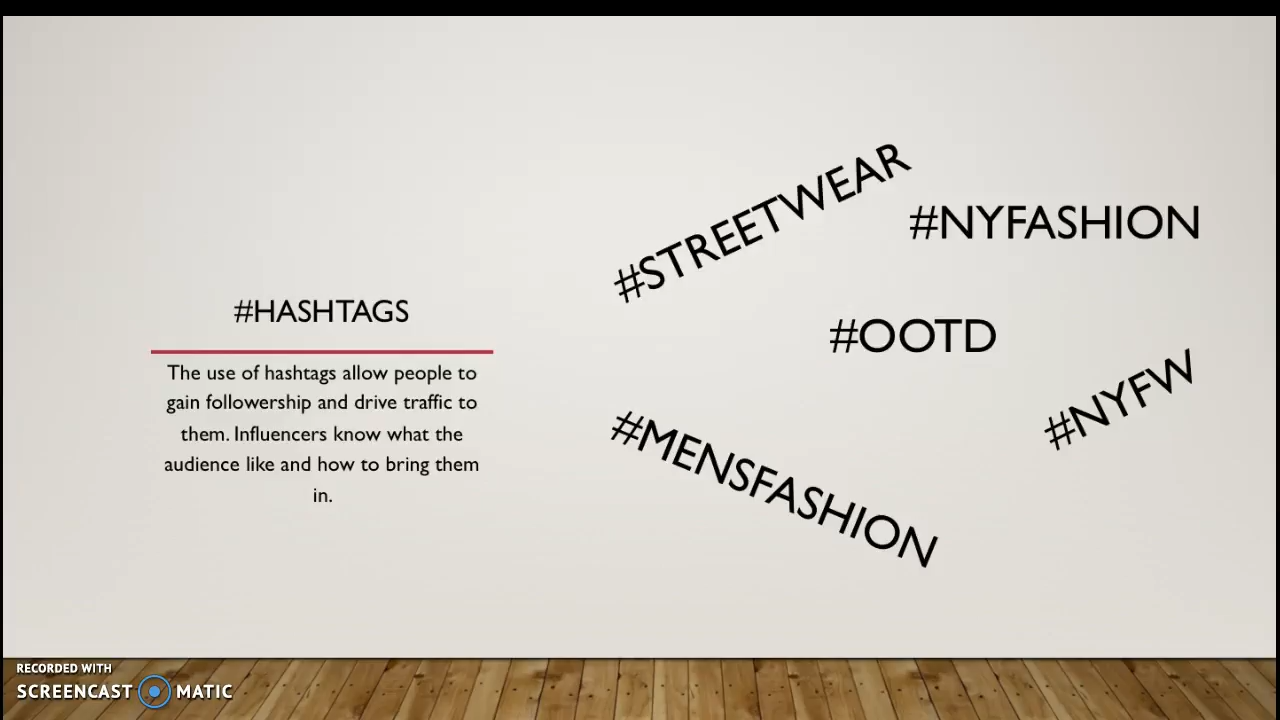 #HASHTAGS
The use of hashtags allow people to
gain followership and drive traffic to
them. Influencers know what the
audience like and how to bring them
in.
#STREETWEAR
#NYFASHION
#OOTD
#NYFW
#MENSFASHION
RECORDED WITH
SCREENCAST MATIC